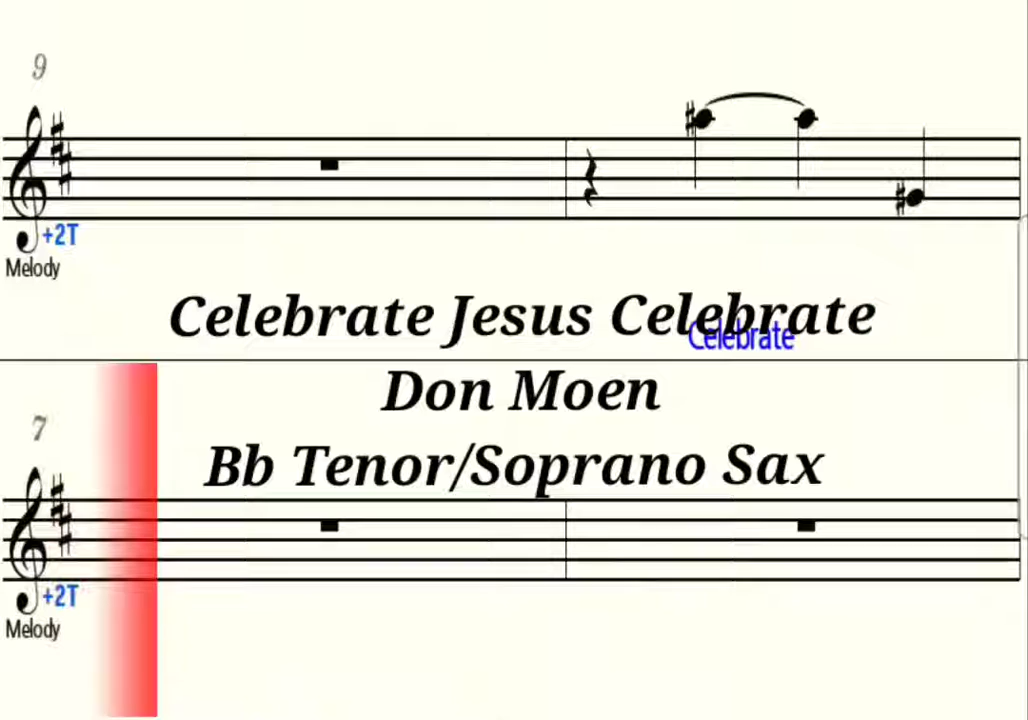 9
+2T
Melody
Celebrate Jesus Celebrate
Celebrate
Don Moen
7
Bb Tenor/Soprano Sax
+2T
Melody